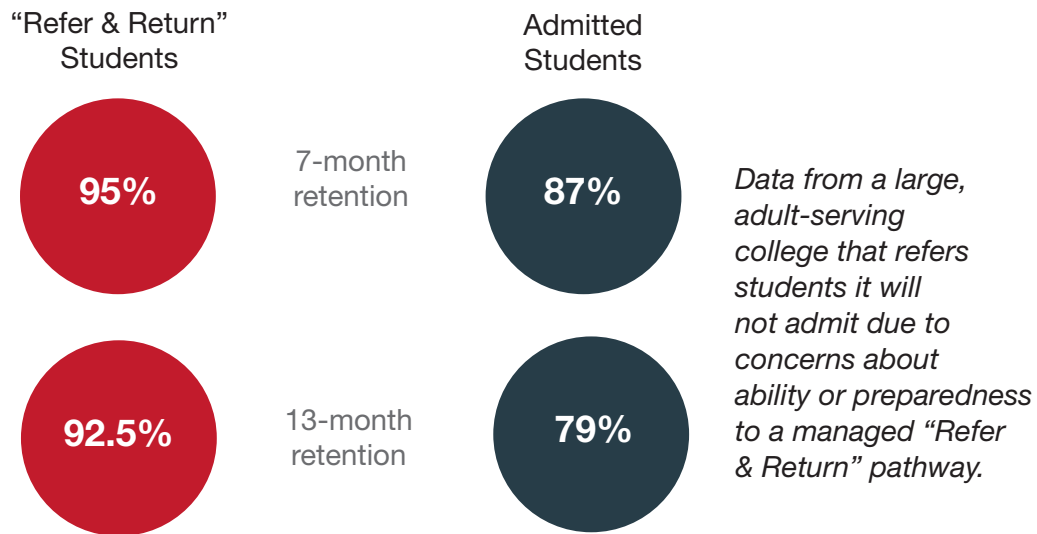 “Refer & Return”
Students
Admitted
Students
95%
7-month
retention
87%
92.5%
13-month
retention
79%
Data from a large,
adult-serving
college that refers
students it will
not admit due to
concerns about
ability or preparedness
to a managed “Refer
& Return” pathway.